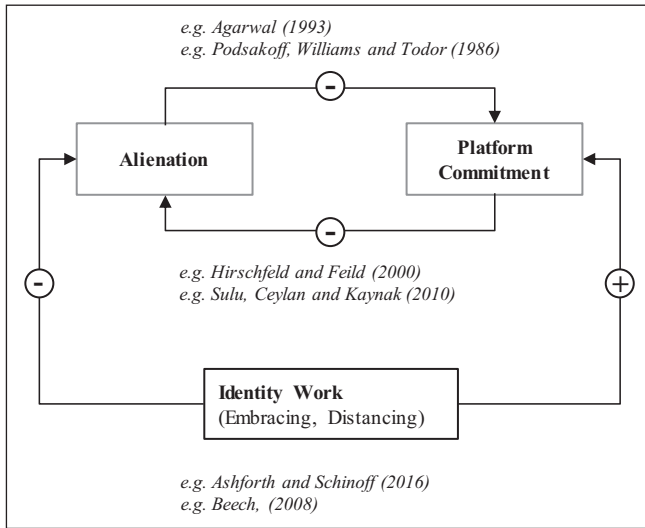 e.g. Agarwal (1993)
e.g. Podsakoff, Williams and Todor (1986)
-
Alienation
Platform
Commitment
-
e.g. Hirschfeld and Feild (2000)
e.g. Sulu, Ceylan and Kaynak (2010)
-
+
Identity Work
(Embracing, Distancing)
e.g. Ashforth and Schinoff (2016)
e.g. Beech, (2008)